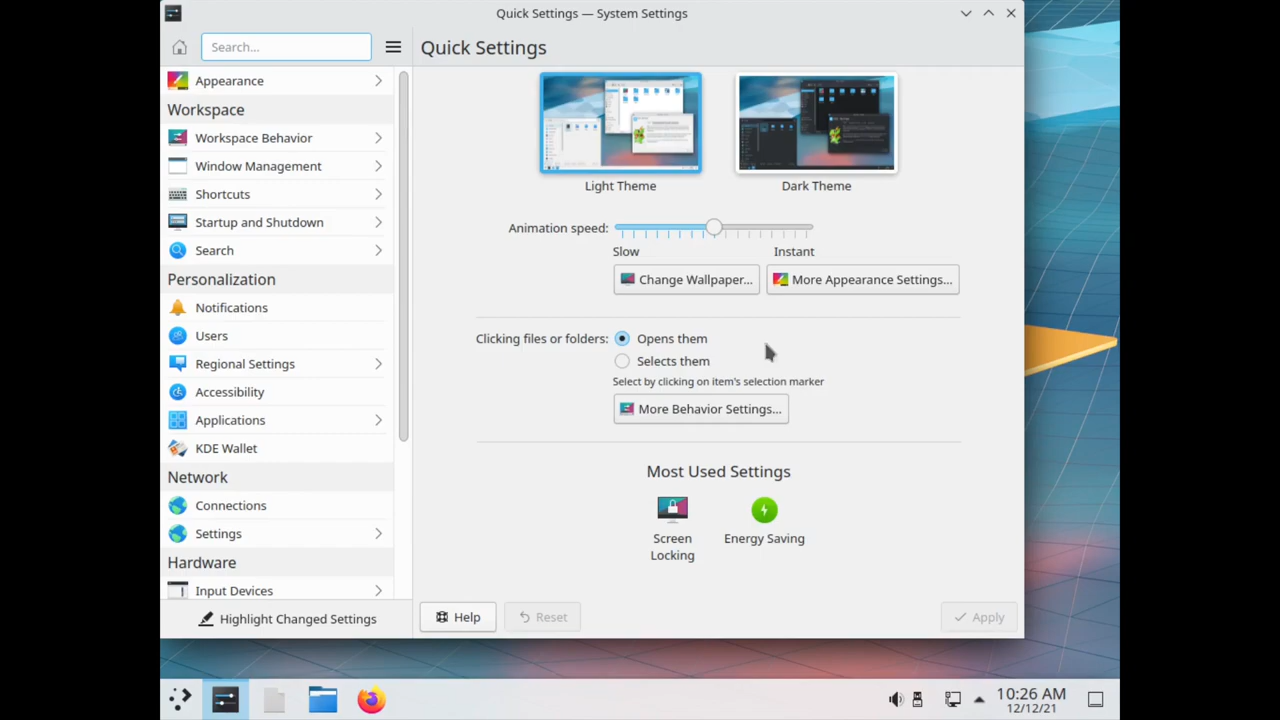 Quick Settings — System Settings
Search...
Quick Settings
Appearance
Workspace
Workspace Behavior
Window Management
Shortcuts
Startup and Shutdown
Search
Personalization
Notifications
Users
Regional Settings
Accessibility
Applications
KDE Wallet
Network
Connections
Settings
Hardware
Input Devices
Highlight Changed Settings
Light Theme
Dark Theme
Animation speed:
Slow
Instant
Change Wallpaper...
More Appearance Settings...
Clicking files or folders:
Opens them
Selects them
Select by clicking on item's selection marker
More Behavior Settings...
Most Used Settings
Screen
Locking
Energy Saving
Help
Reset
Apply
10:26 AM
12/12/21